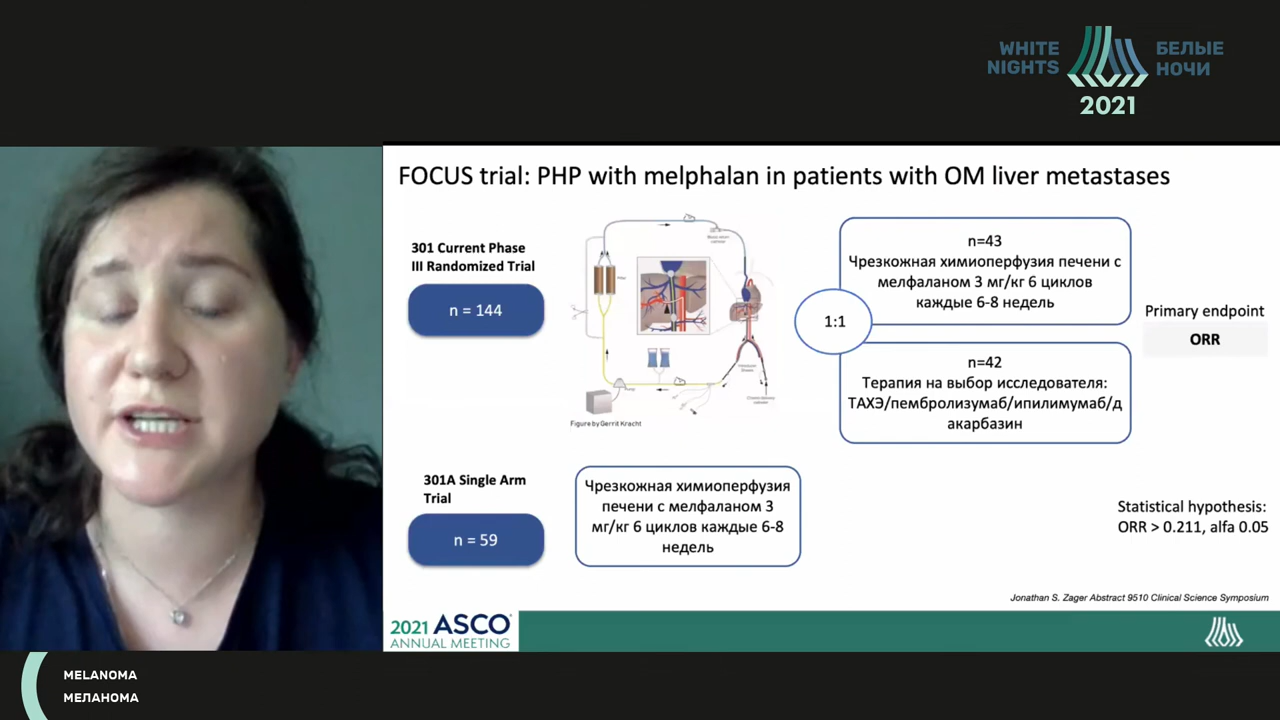 WHITE
NIGHTS
БЕЛЫЕ
НОЧИ
2021
FOCUS trial: PHP with melphalan in patients with OM liver metastases
301 Current Phase
III Randomized Trial
n = 144
Figure by Gerrit Kracht
1:1
n=43
Чрезкожная химиоперфузия печени с
мелфаланом 3 мг/кг 6 циклов
каждые 6-8 недель
n=42
Терапия на выбор исследователя:
ТАХЭ/пембролизумаб/ипилимумаб/д
акарбазин
Primary endpoint
ORR
301A Single Arm
Trial
n = 59
Чрезкожная химиоперфузия
печени с мелфаланом 3
мг/кг 6 циклов каждые 6-8
недель
Statistical hypothesis:
ORR > 0.211, alfa 0.05
Jonathan S. Zager Abstract 9510 Clinical Science Symposium
2021 ASCO
ANNUAL MEETING
MELANOMA
МЕЛАНОМА